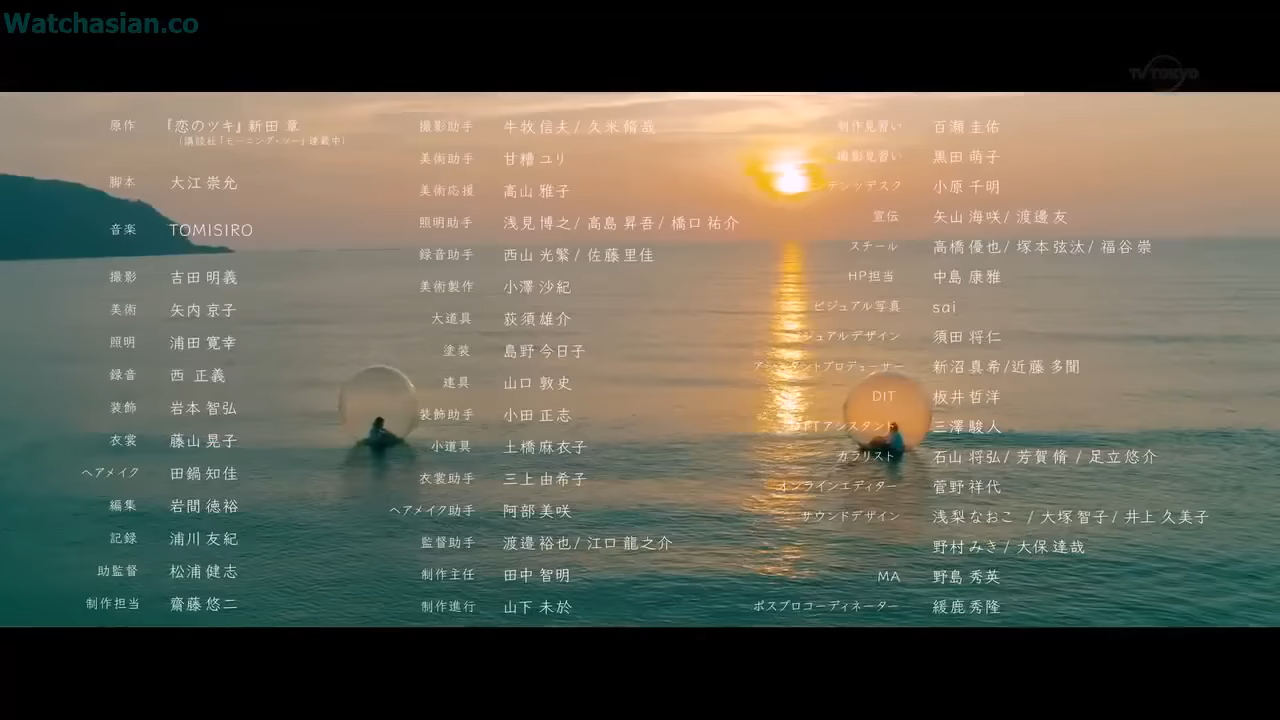 Watchasian.co
TV TOKYO
原作 『恋のツキ』 新田 章
(講談社「モーニング・ツー」連載中)
脚本 大江 崇允
音楽 TOMISIRO
撮影 吉田 明義
美術 矢内 京子
照明 浦田 寛幸
録音 西 正義
装飾 岩本 智弘
衣裳 藤山 晃子
ヘアメイク 田鍋 知佳
編集 岩間 徳裕
記録 浦川 友紀
助監督 松浦 健志
制作担当 齋藤 悠二
撮影助手 牛牧 信夫 / 久米 脩哉
美術助手 甘糟 ユリ
美術応援 高山 雅子
照明助手 浅見 博之 / 高島 昇吾 / 橋口 祐介
録音助手 西山 光繁 / 佐藤 里佳
美術製作 小澤 沙紀
大道具 荻須 雄介
塗装 島野 今日子
建具 山口 敦史
装飾助手 小田 正志
小道具 土橋 麻衣子
衣裳助手 三上 由希子
ヘアメイク助手 阿部 美咲
監督助手 渡邉 裕也 / 江口 龍之介
制作主任 田中 智明
制作進行 山下 未於
制作見習い 百瀬 圭佑
撮影見習い 黒田 萌子
ンテンツデスク 小原 千明
宣伝 矢山 海咲 / 渡邊 友
スチール 高橋 優也 / 塚本 弦汰 / 福谷 崇
HP担当 中島 康雅
ビジュアル写真 sai
ジュアルデザイン 須田 将仁
アシスタントプロデューサー 新沼 真希 /近藤 多聞
DIT 板井 哲洋
アシスタント 三澤 駿人
カラリスト 石山 将弘 / 芳賀 脩 / 足立 悠介
オンラインエディター 菅野 祥代
サウンドデザイン 浅梨 なおこ / 大塚 智子 / 井上 久美子
野村 みき / 大保 達哉
MA 野島 秀英
ポスプロコーディネーター 緩鹿 秀隆